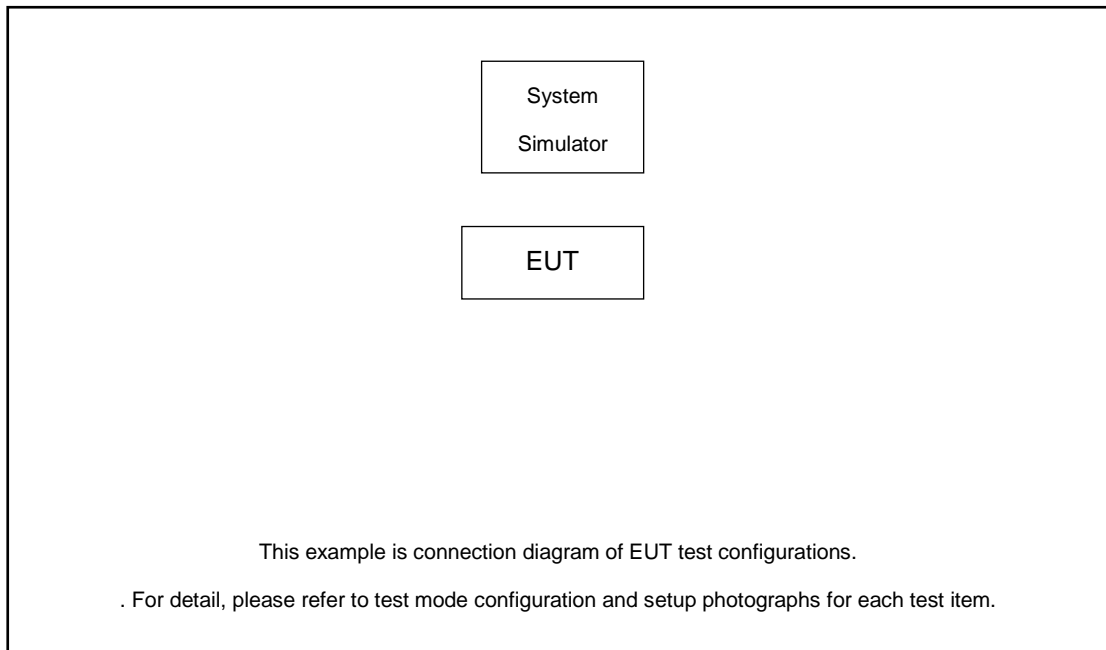 System
Simulator
EUT
This example is connection diagram of EUT test configurations.
. For detail, please refer to test mode configuration and setup photographs for each test item.